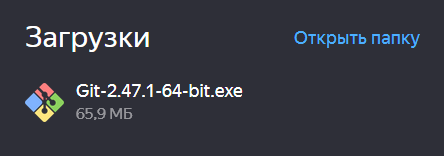 Загрузки
Открыть папку
Git-2.47.1-64-bit.exe
65,9 МБ